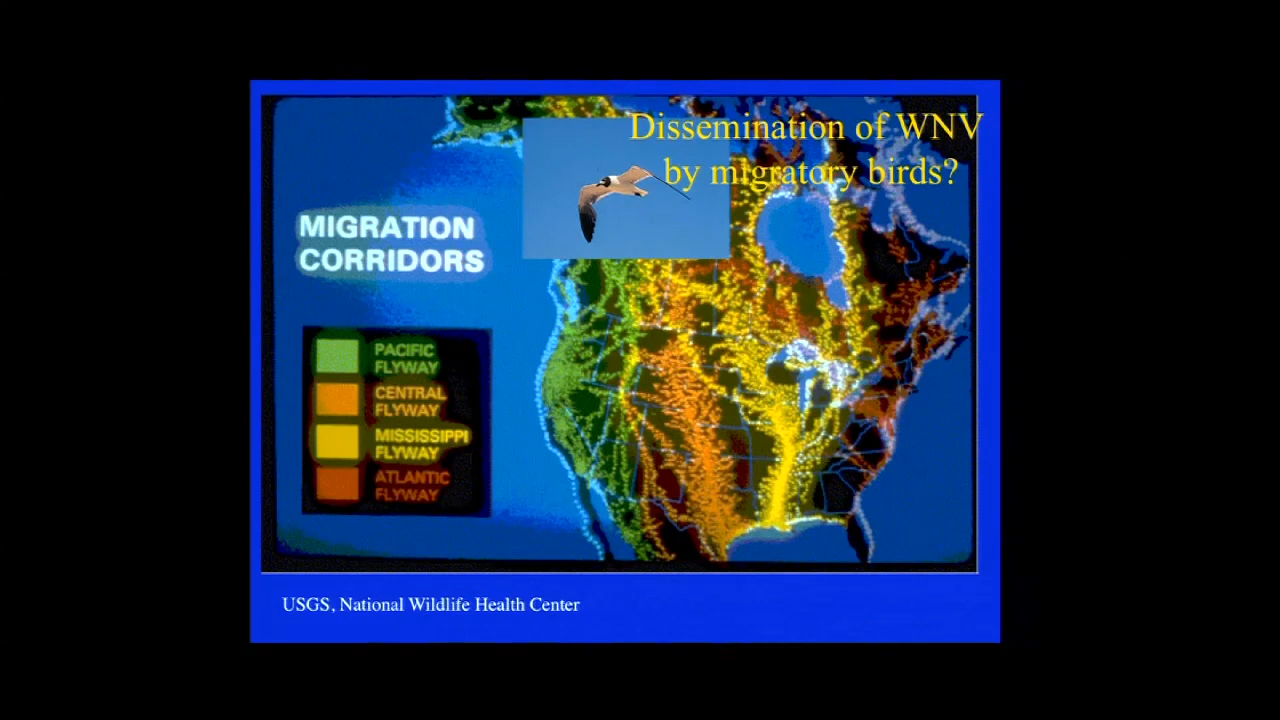 Dissemination of WNV
by migratory birds?
MIGRATION
CORRIDORS
PACIFIC
FLYWAY
CENTRAL
FLYWAY
MISSISSIPPI
FLYWAY
ATLANTIC
FLYWAY
USGS, National Wildlife Health Center